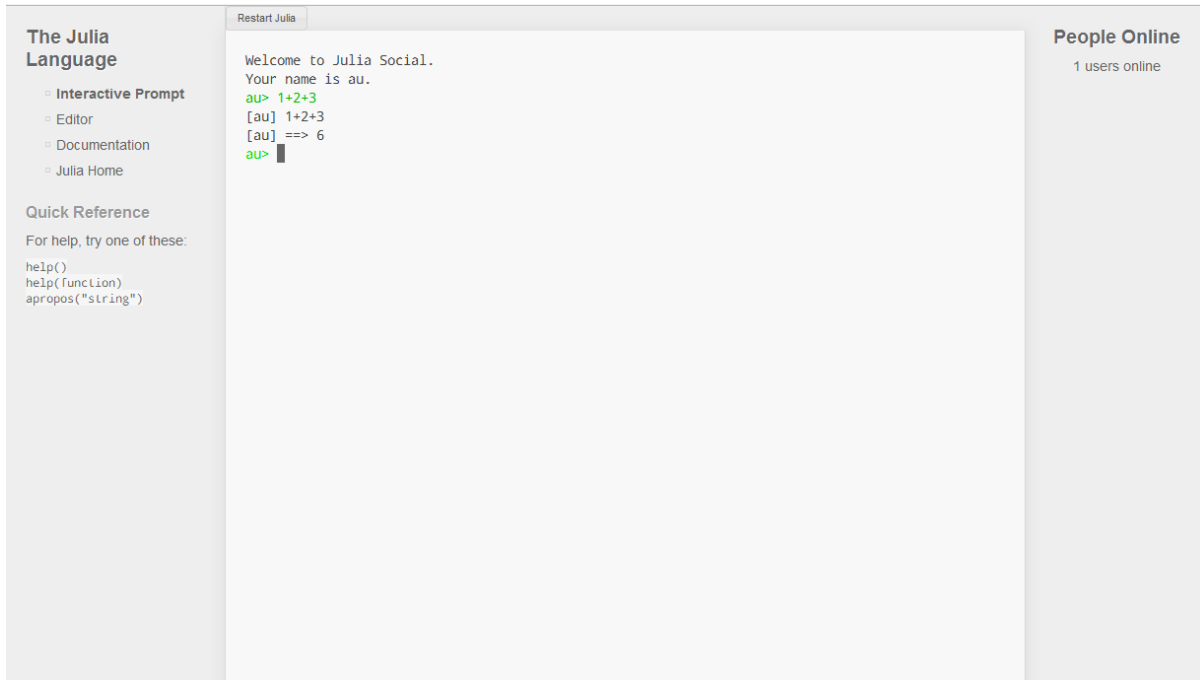 The Julia
Language
Interactive Prompt
Editor
Documentation
Julia Home
Quick Reference
For help, try one of these:
help()
help(function)
apropos("string")
Restart Julia
Welcome to Julia Social.
Your name is au.
au> 1+2+3
[au] 1+2+3
[au] ==> 6
au>
People Online
1 users online